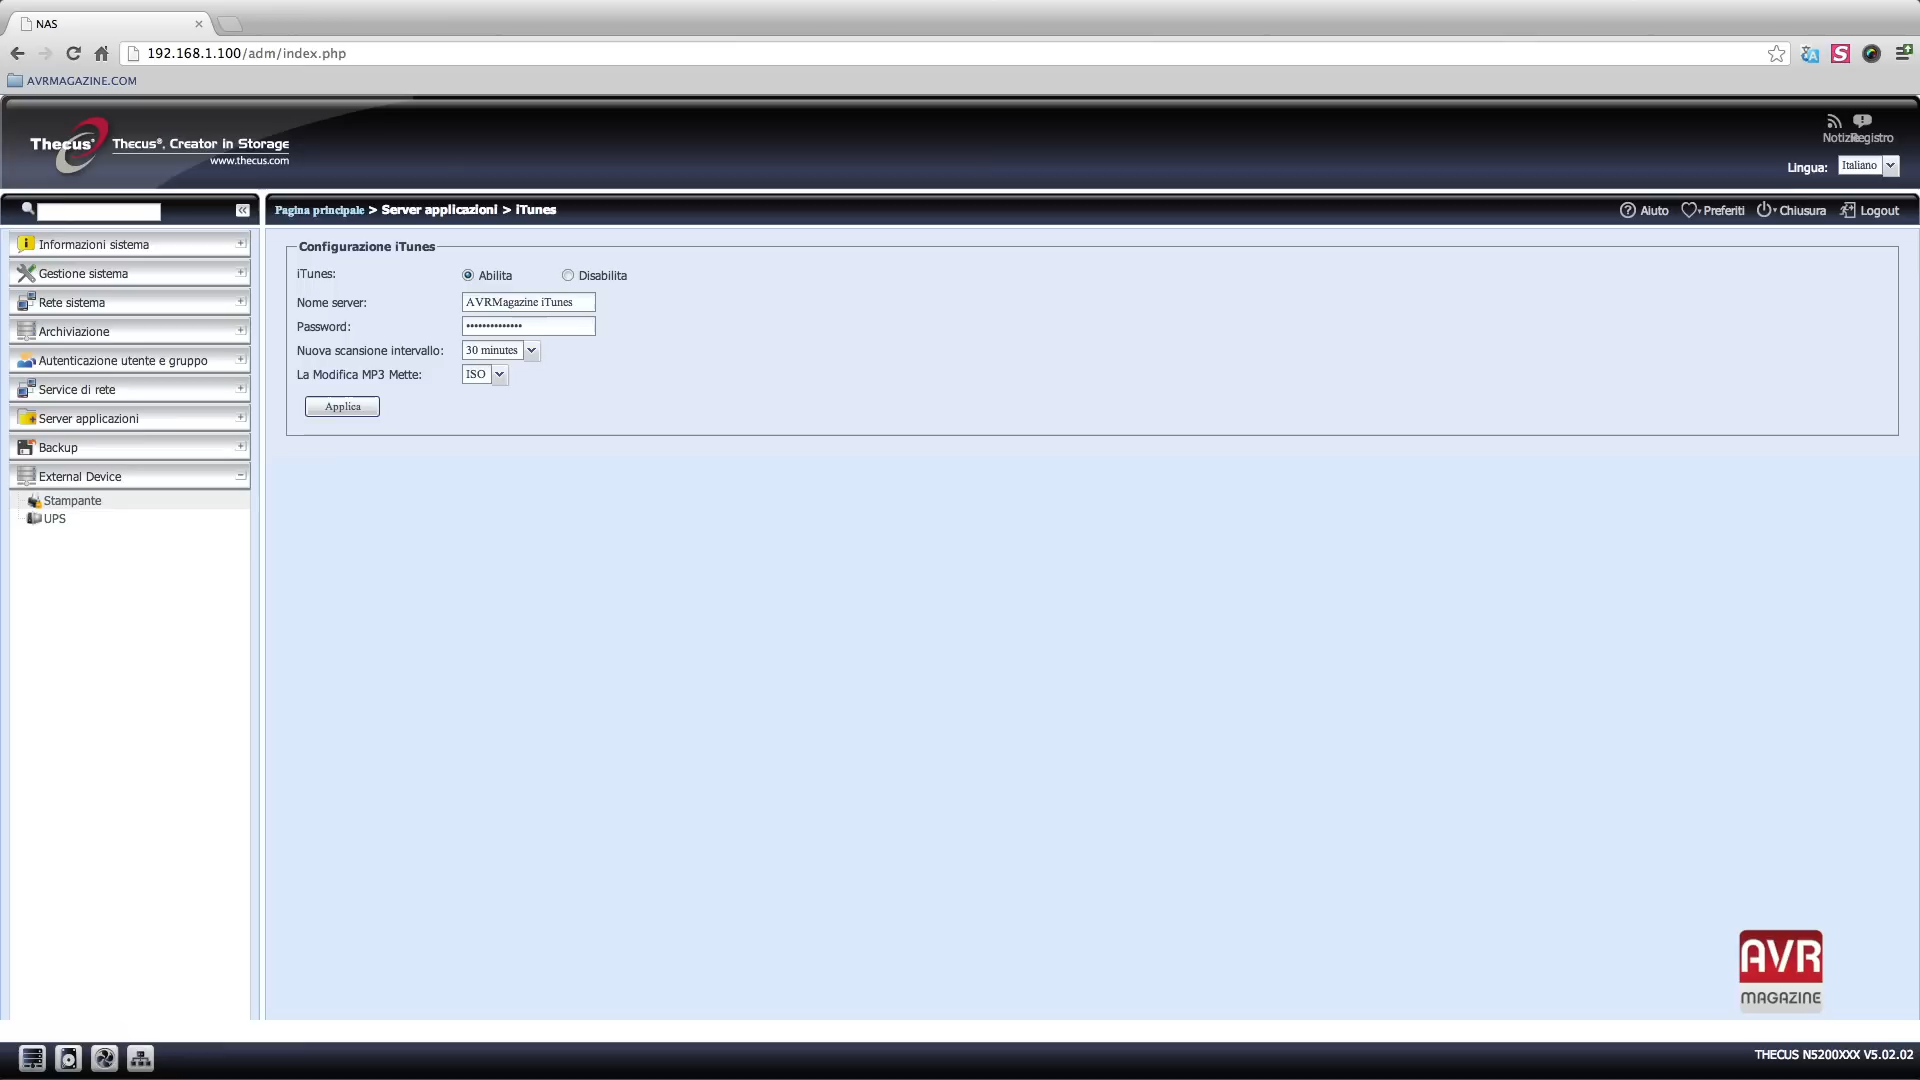 NAS
192.168.1.100/adm/index.php
AVRMAGAZINE.COM
Thecus® Thecus®, Creator in Storage
www.thecus.com
Notizie Registro
Lingua: Italiano
Pagina principale > Server applicazioni > iTunes
Aiuto Preferiti Chiusura Logout
Informazioni sistema
Gestione sistema
Rete sistema
Archiviazione
Autenticazione utente e gruppo
Service di rete
Server applicazioni
Backup
External Device
Stampante
UPS
Configurazione iTunes
iTunes: Abilita Disabilita
Nome server: AVRMagazine iTunes
Password: ••••••••••••••
Nuova scansione intervallo: 30 minutes
La Modifica MP3 Mette: ISO
Applica
AVR
MAGAZINE
THECUS N5200XXX V5.02.02